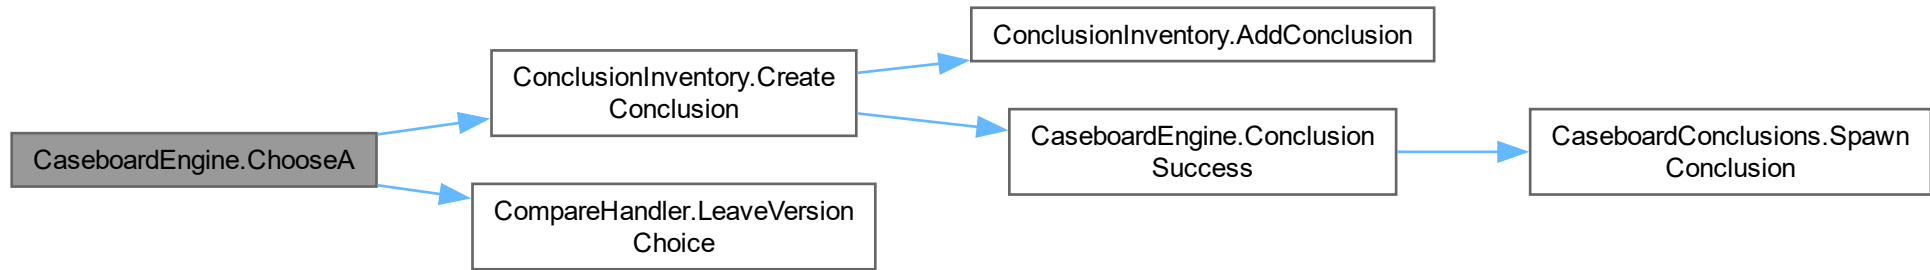 CaseboardEngine.ChooseA
ConclusionInventory.Create
Conclusion
CompareHandler.LeaveVersion
Choice
ConclusionInventory.AddConclusion
CaseboardEngine.Conclusion
Success
CaseboardConclusions.Spawn
Conclusion